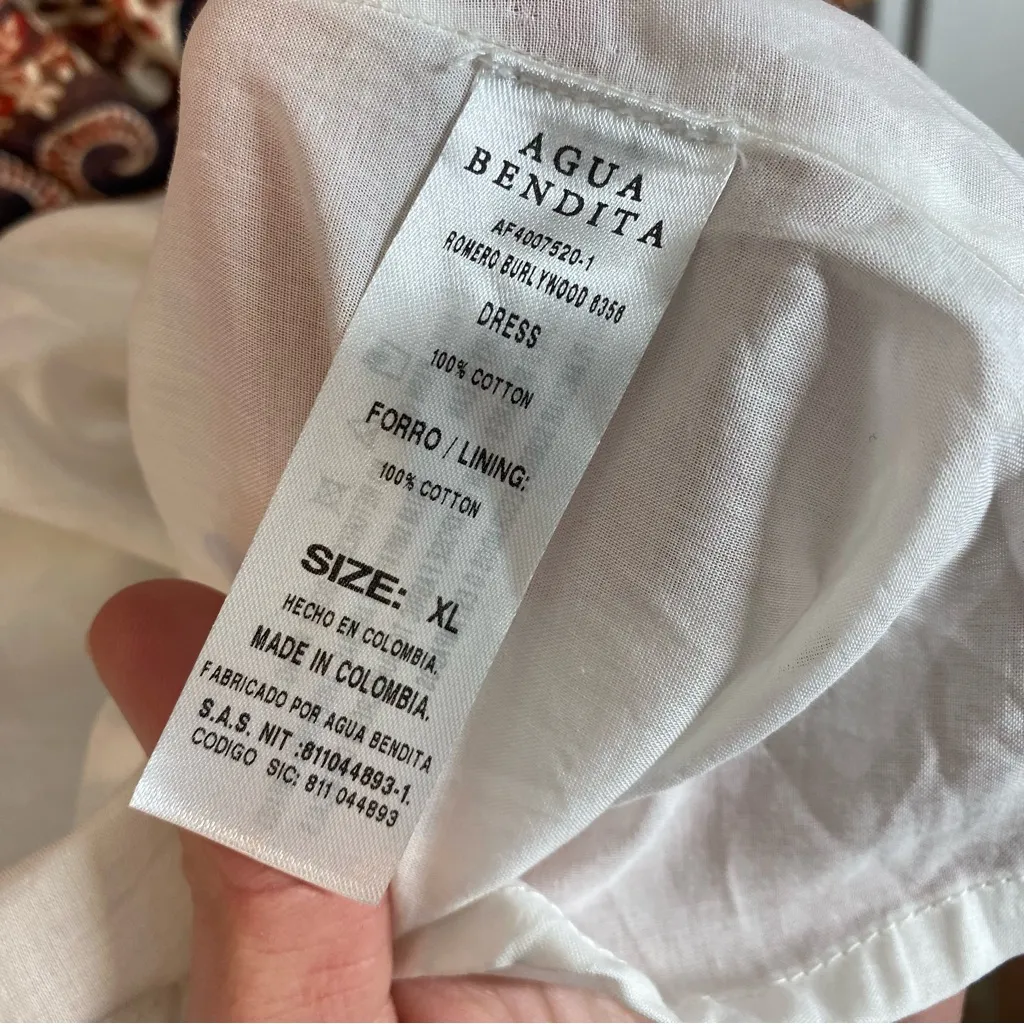 AGUA
BENDITA
AF4007520-1
ROMERO BURLYWOOD 6356
DRESS
100% COTTON
FORRO / LINING:
100% COTTON
SIZE: XL
HECHO EN COLOMBIA.
MADE IN COLOMBIA.
FABRICADO POR AGUA BENDITA
S.A.S. NIT :811044893-1.
CODIGO SIC: 811 044893